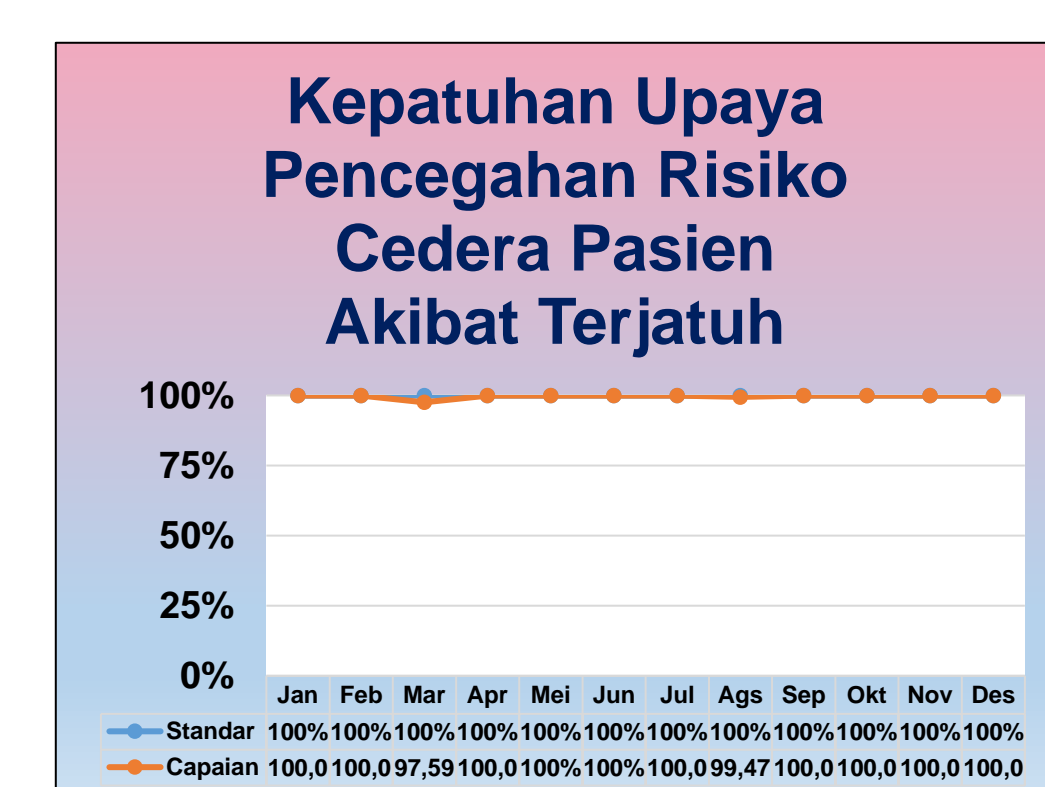 Kepatuhan Upaya
Pencegahan Risiko
Cedera Pasien
Akibat Terjatuh
100%
75%
50%
25%
0%
Jan Feb Mar Apr Mei Jun Jul Ags Sep Okt Nov Des
Standar 100% 100% 100% 100% 100% 100% 100% 100% 100% 100% 100% 100%
Capaian 100,0 100,0 97,59 100,0 100% 100% 100,0 99,47 100,0 100,0 100,0 100,0